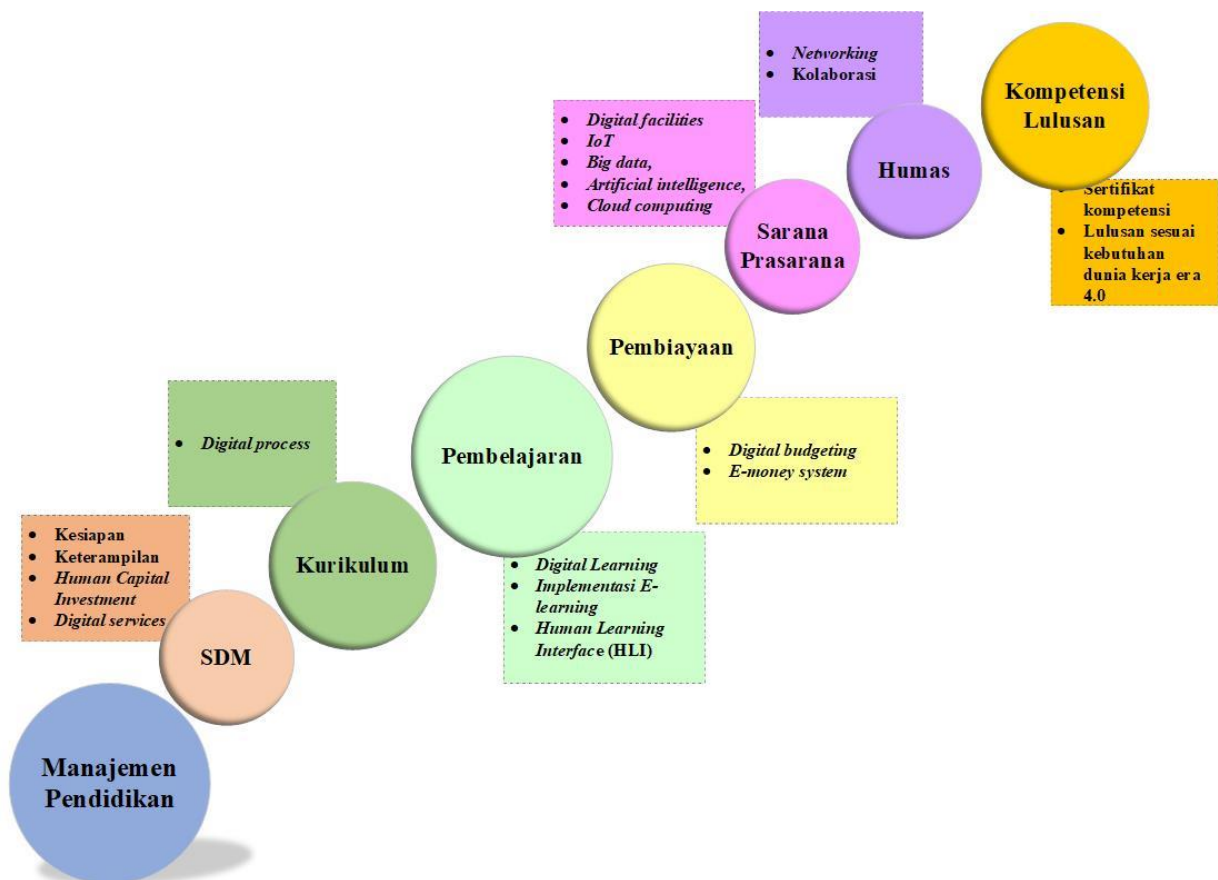 • Networking
• Kolaborasi
Kompetensi
Lulusan
• Digital facilities
• IoT
• Big data,
• Artificial intelligence,
• Cloud computing
Humas
• Sertifikat
kompetensi
• Lulusan sesuai
kebutuhan
dunia kerja era
4.0
Sarana
Prasarana
Pembiayaan
• Digital process
Pembelajaran
• Digital budgeting
• E-money system
• Kesiapan
• Keterampilan
• Human Capital
Investment
• Digital services
Kurikulum
• Digital Learning
• Implementasi E-
learning
• Human Learning
Interface (HLI)
SDM
Manajemen
Pendidikan